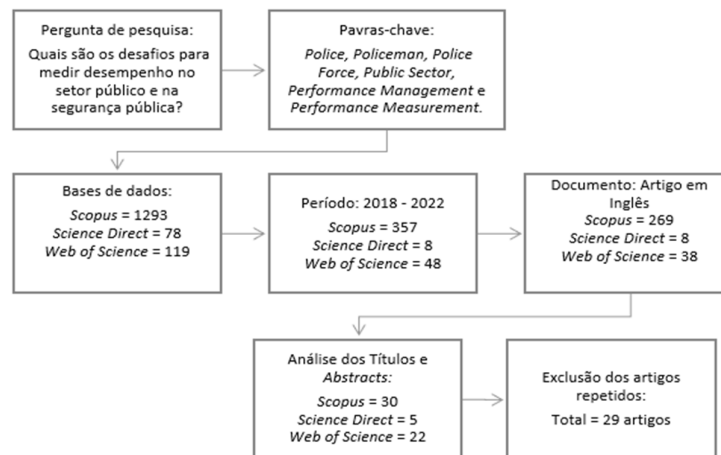 Pergunta de pesquisa:
Quais são os desafios para
medir desempenho no
setor público e na
segurança pública?
Pavras-chave:
Police, Policeman, Police
Force, Public Sector,
Performance Management e
Performance Measurement.
Bases de dados:
Scopus = 1293
Science Direct = 78
Web of Science = 119
Período: 2018 - 2022
Scopus = 357
Science Direct = 8
Web of Science = 48
Documento: Artigo em
Inglês
Scopus = 269
Science Direct = 8
Web of Science = 38
Análise dos Títulos e
Abstracts:
Scopus = 30
Science Direct = 5
Web of Science = 22
Exclusão dos artigos
repetidos:
Total = 29 artigos